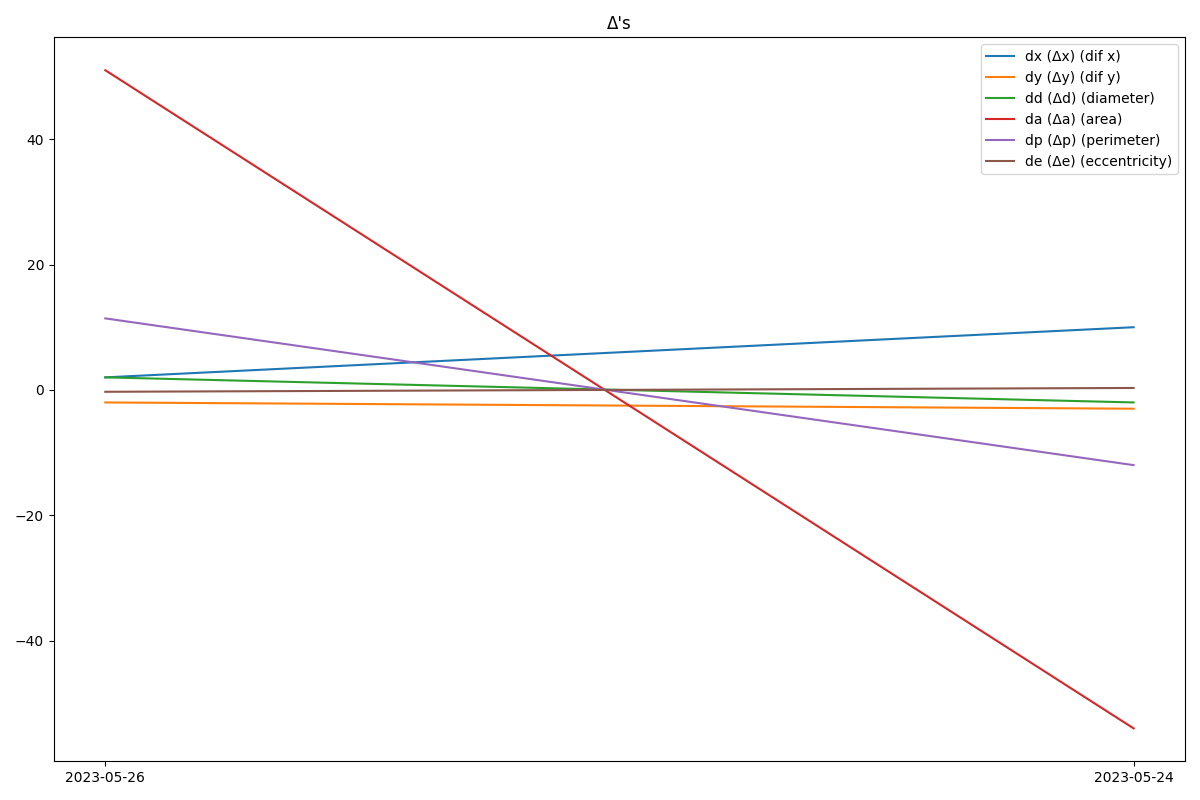 Δ's
dx (Δx) (dif x)
dy (Δy) (dif y)
dd (Δd) (diameter)
da (Δa) (area)
dp (Δp) (perimeter)
de (Δe) (eccentricity)
40
20
0
−20
−40
2023-05-26
2023-05-24